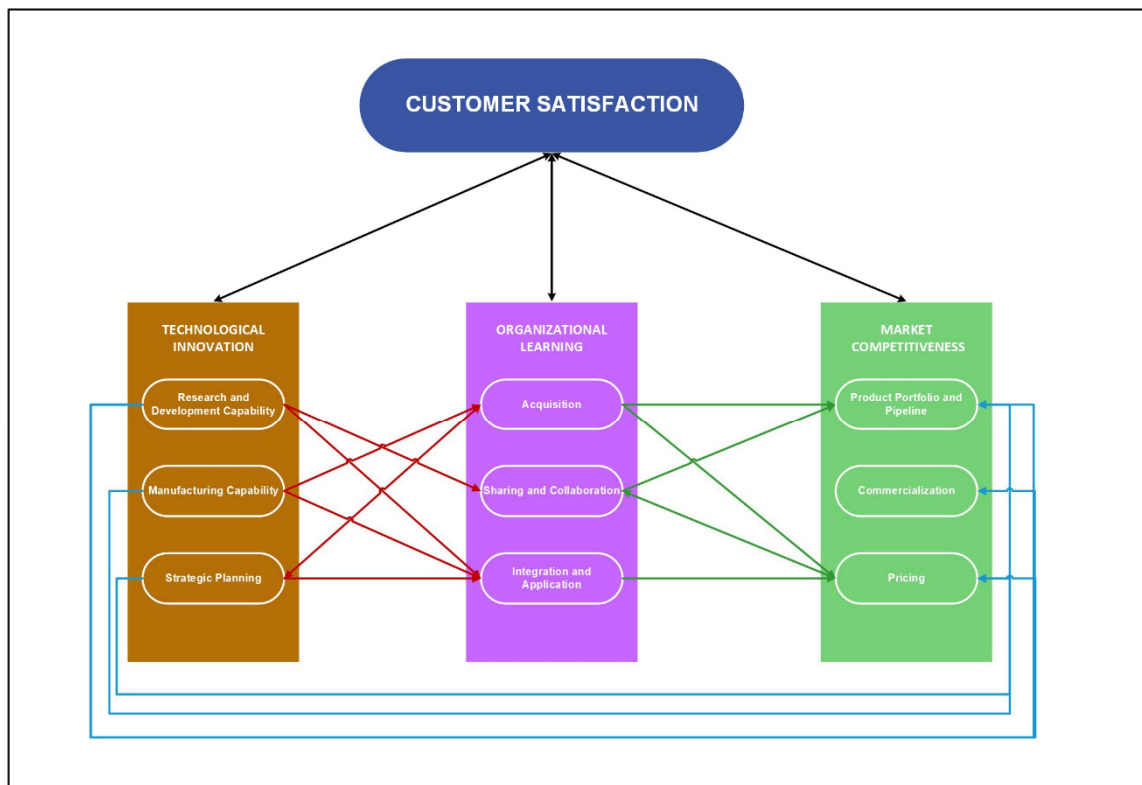 CUSTOMER SATISFACTION
TECHNOLOGICAL
INNOVATION
Research and
Development Capability
Manufacturing Capability
Strategic Planning
ORGANIZATIONAL
LEARNING
Acquisition
Sharing and Collaboration
Integration and
Application
MARKET
COMPETITIVENESS
Product Portfolio and
Pipeline
Commercialization
Pricing